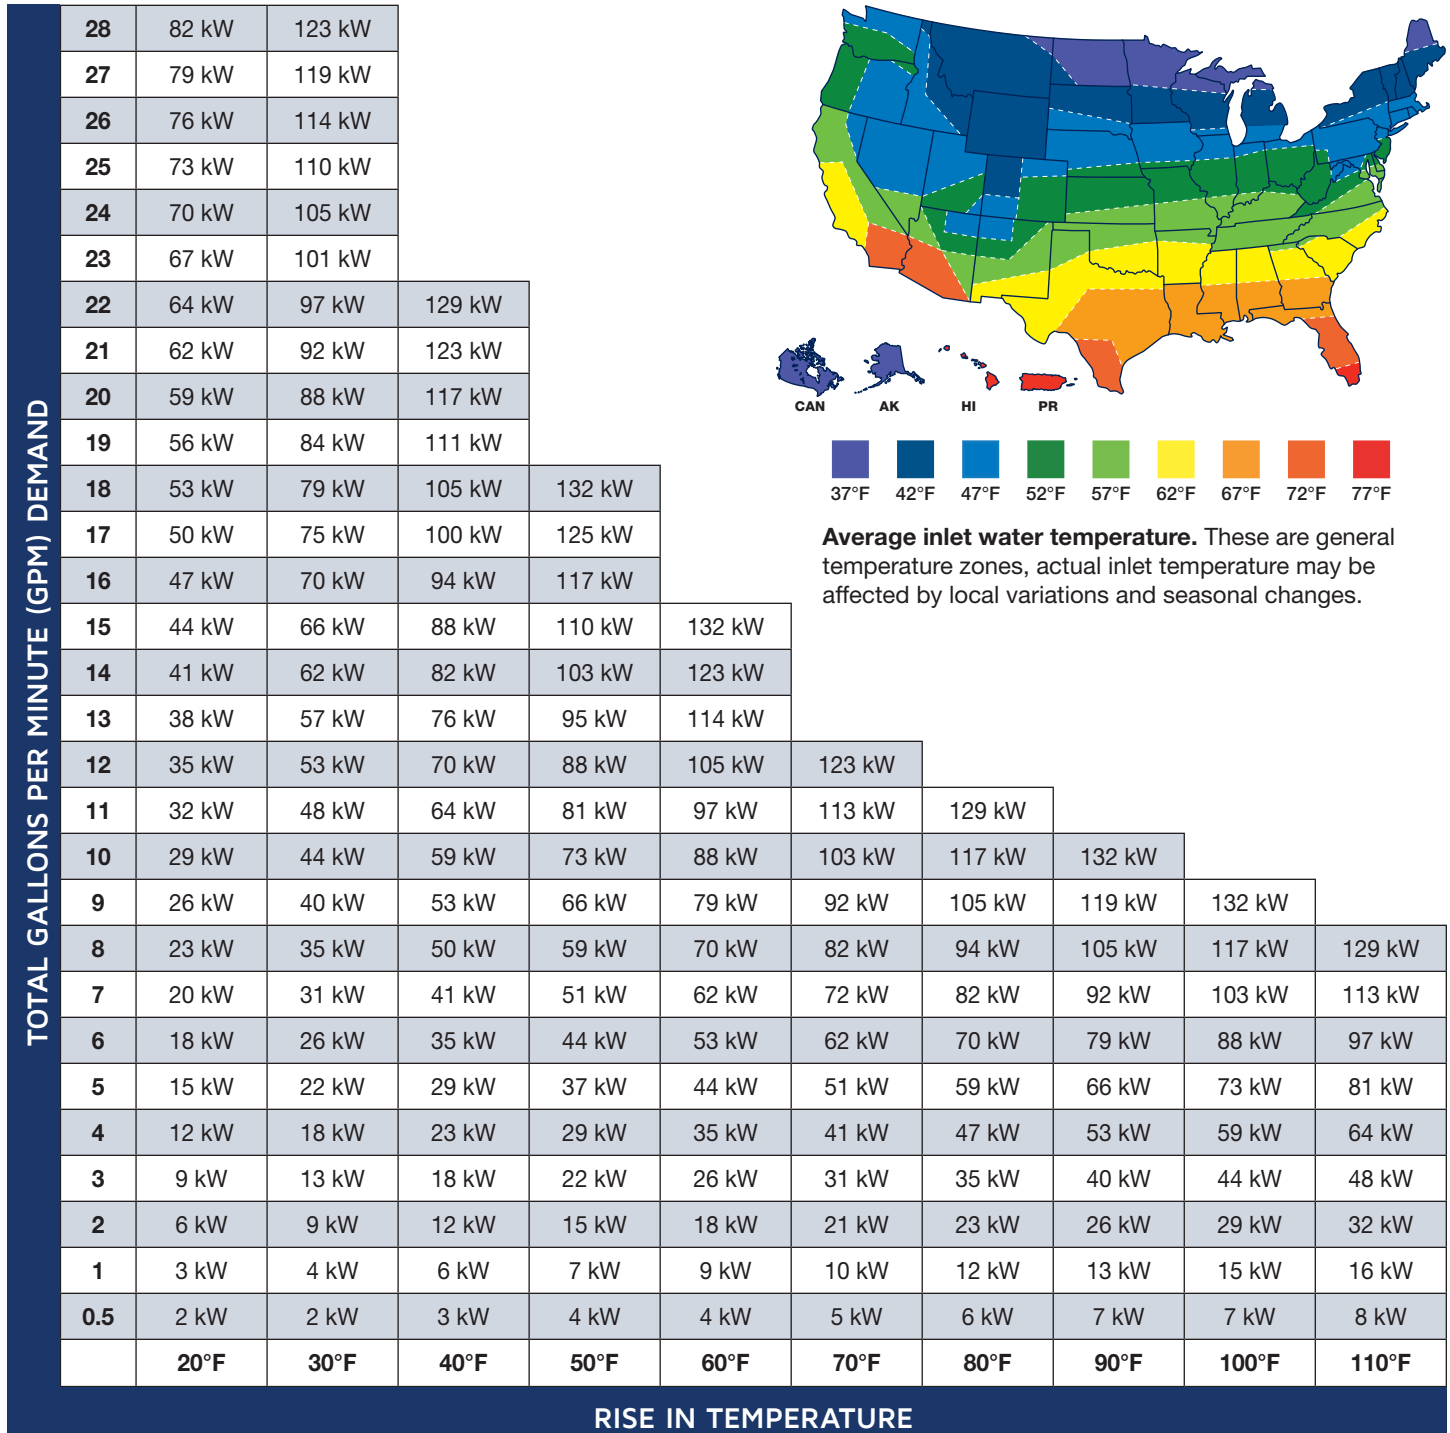 TOTAL GALLONS PER MINUTE (GPM) DEMAND
28 82 kW 123 kW
27 79 kW 119 kW
26 76 kW 114 kW
25 73 kW 110 kW
24 70 kW 105 kW
23 67 kW 101 kW
22 64 kW 97 kW 129 kW
21 62 kW 92 kW 123 kW
20 59 kW 88 kW 117 kW
19 56 kW 84 kW 111 kW
18 53 kW 79 kW 105 kW 132 kW
17 50 kW 75 kW 100 kW 125 kW
16 47 kW 70 kW 94 kW 117 kW
15 44 kW 66 kW 88 kW 110 kW 132 kW
14 41 kW 62 kW 82 kW 103 kW 123 kW
13 38 kW 57 kW 76 kW 95 kW 114 kW
12 35 kW 53 kW 70 kW 88 kW 105 kW 123 kW
11 32 kW 48 kW 64 kW 81 kW 97 kW 113 kW 129 kW
10 29 kW 44 kW 59 kW 73 kW 88 kW 103 kW 117 kW 132 kW
9 26 kW 40 kW 53 kW 66 kW 79 kW 92 kW 105 kW 119 kW 132 kW
8 23 kW 35 kW 50 kW 59 kW 70 kW 82 kW 94 kW 105 kW 117 kW 129 kW
7 20 kW 31 kW 41 kW 51 kW 62 kW 72 kW 82 kW 92 kW 103 kW 113 kW
6 18 kW 26 kW 35 kW 44 kW 53 kW 62 kW 70 kW 79 kW 88 kW 97 kW
5 15 kW 22 kW 29 kW 37 kW 44 kW 51 kW 59 kW 66 kW 73 kW 81 kW
4 12 kW 18 kW 23 kW 29 kW 35 kW 41 kW 47 kW 53 kW 59 kW 64 kW
3 9 kW 13 kW 18 kW 22 kW 26 kW 31 kW 35 kW 40 kW 44 kW 48 kW
2 6 kW 9 kW 12 kW 15 kW 18 kW 21 kW 23 kW 26 kW 29 kW 32 kW
1 3 kW 4 kW 6 kW 7 kW 9 kW 10 kW 12 kW 13 kW 15 kW 16 kW
0.5 2 kW 2 kW 3 kW 4 kW 4 kW 5 kW 6 kW 7 kW 7 kW 8 kW
20°F 30°F 40°F 50°F 60°F 70°F 80°F 90°F 100°F 110°F
RISE IN TEMPERATURE
CAN AK HI PR
37°F 42°F 47°F 52°F 57°F 62°F 67°F 72°F 77°F
Average inlet water temperature. These are general
temperature zones, actual inlet temperature may be
affected by local variations and seasonal changes.